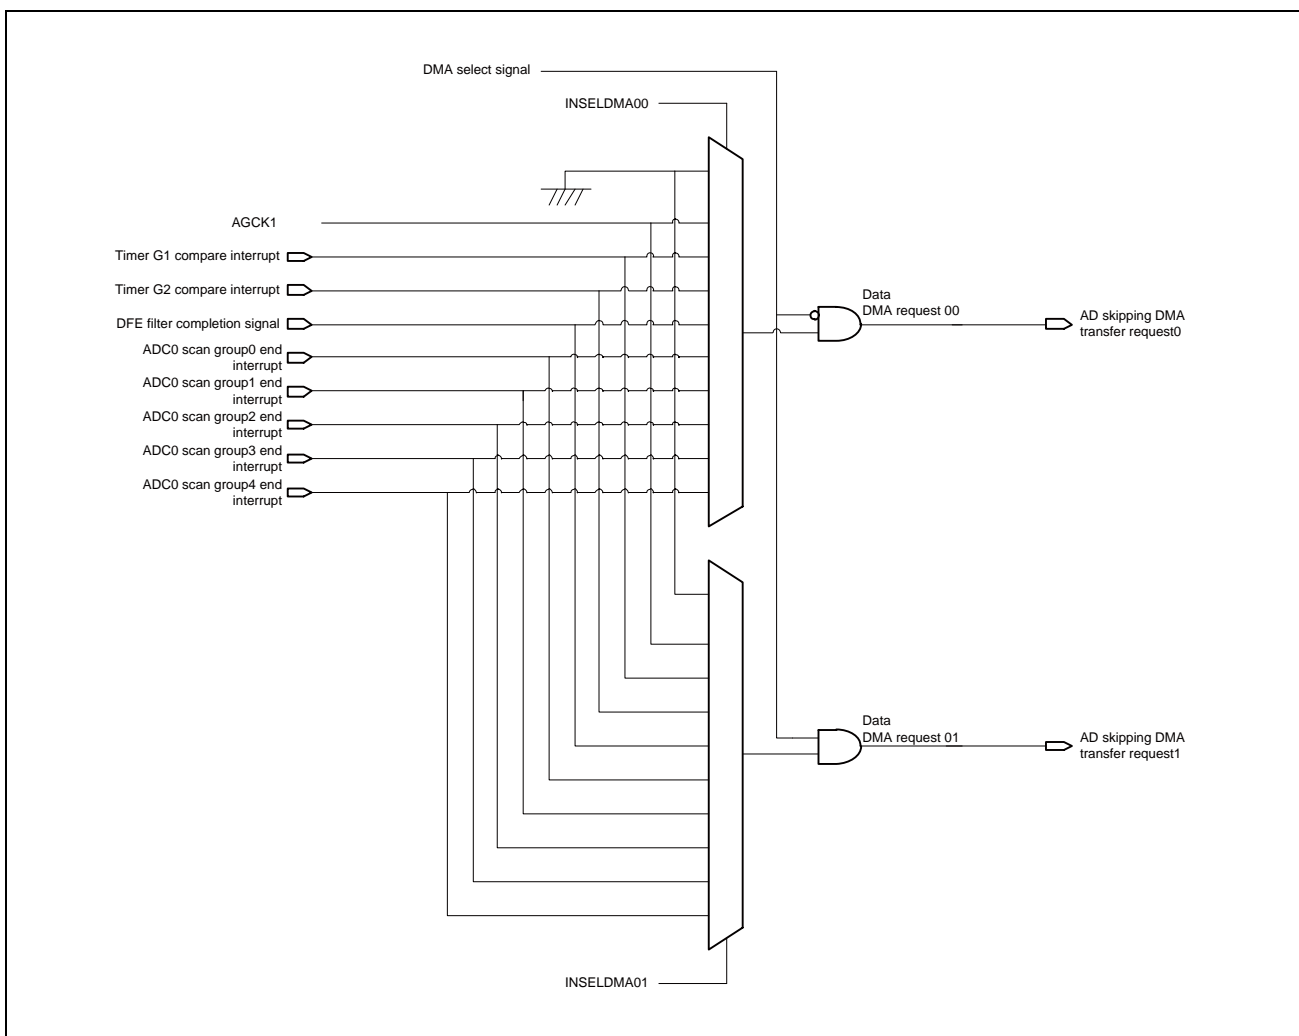 DMA select signal
INSELDMA00
AGCK1
Timer G1 compare interrupt
Timer G2 compare interrupt
DFE filter completion signal
ADC0 scan group0 end
interrupt
ADC0 scan group1 end
interrupt
ADC0 scan group2 end
interrupt
ADC0 scan group3 end
interrupt
ADC0 scan group4 end
interrupt
Data
DMA request 00
AD skipping DMA
transfer request0
Data
DMA request 01
AD skipping DMA
transfer request1
INSELDMA01